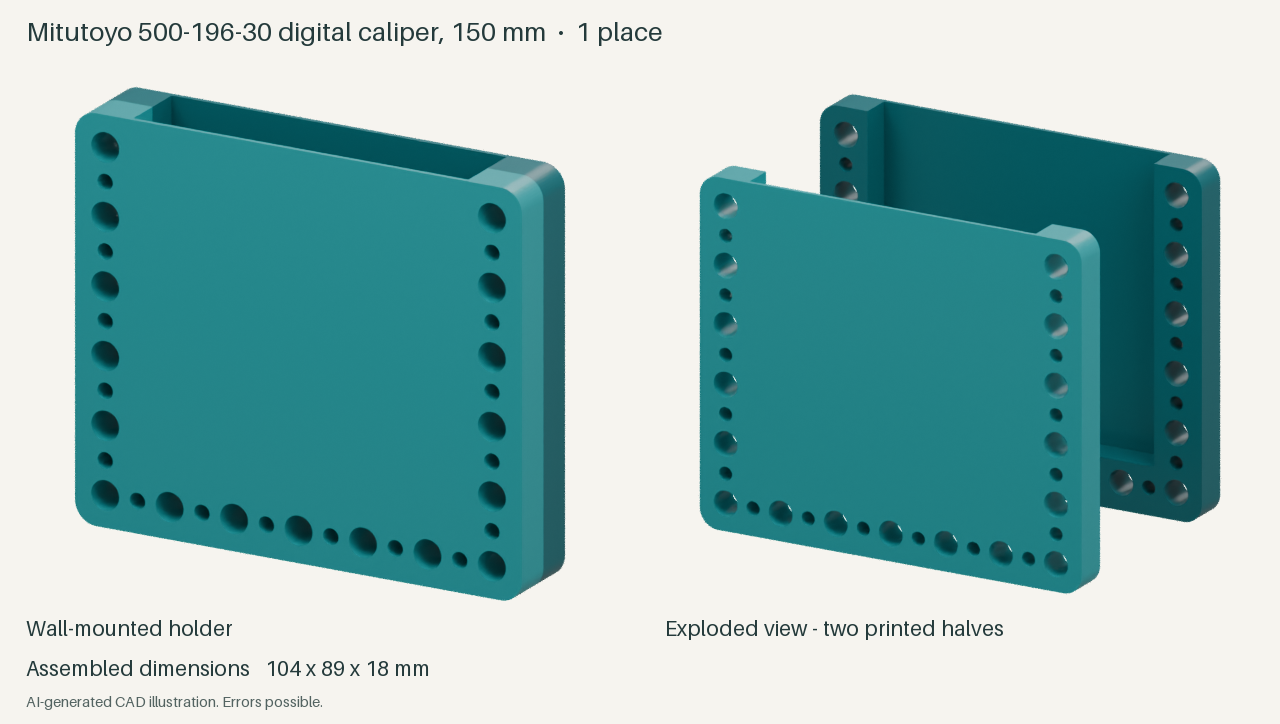 Mitutoyo 500-196-30 digital caliper, 150 mm · 1 place
Wall-mounted holder
Exploded view - two printed halves
Assembled dimensions 104 x 89 x 18 mm
AI-generated CAD illustration. Errors possible.